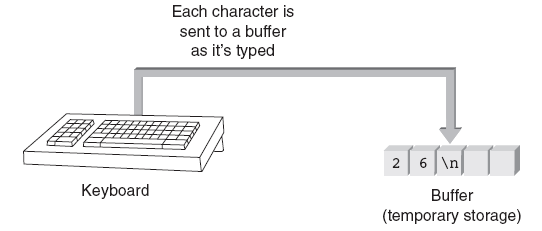 Each character is
sent to a buffer
as it's typed
2 6 \n
Keyboard
Buffer
(temporary storage)